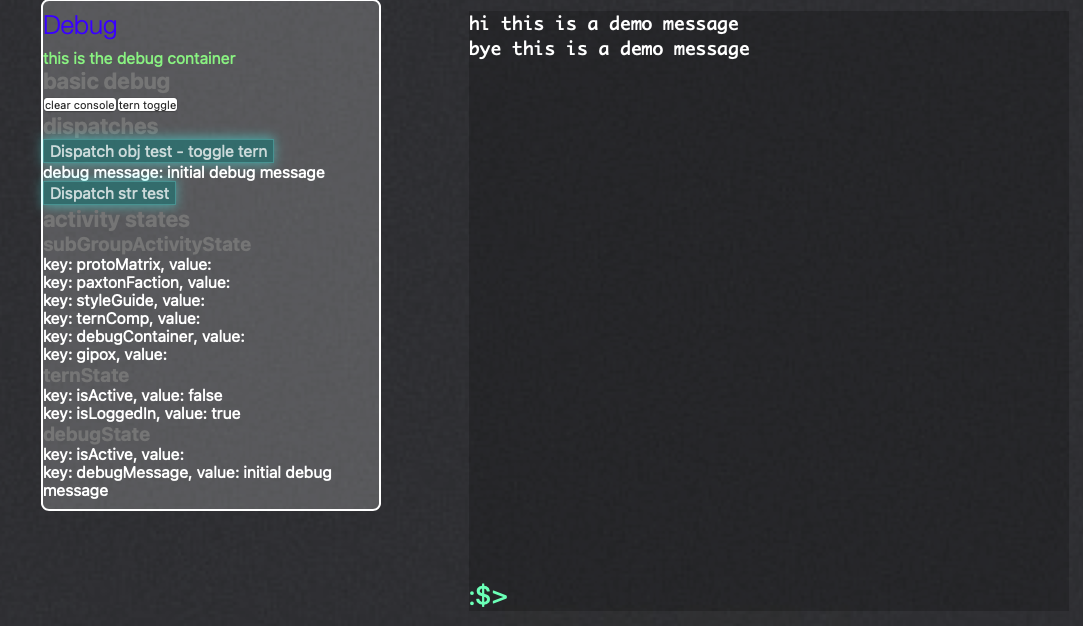 Debug
this is the debug container
basic debug
clear console tern toggle
dispatches
Dispatch obj test - toggle tern
debug message: initial debug message
Dispatch str test
activity states
subGroupActivityState
key: protoMatrix, value:
key: paxtonFaction, value:
key: styleGuide, value:
key: ternComp, value:
key: debugContainer, value:
key: gipox, value:
ternState
key: isActive, value: false
key: isLoggedIn, value: true
debugState
key: isActive, value:
key: debugMessage, value: initial debug
message
hi this is a demo message
bye this is a demo message
:$>